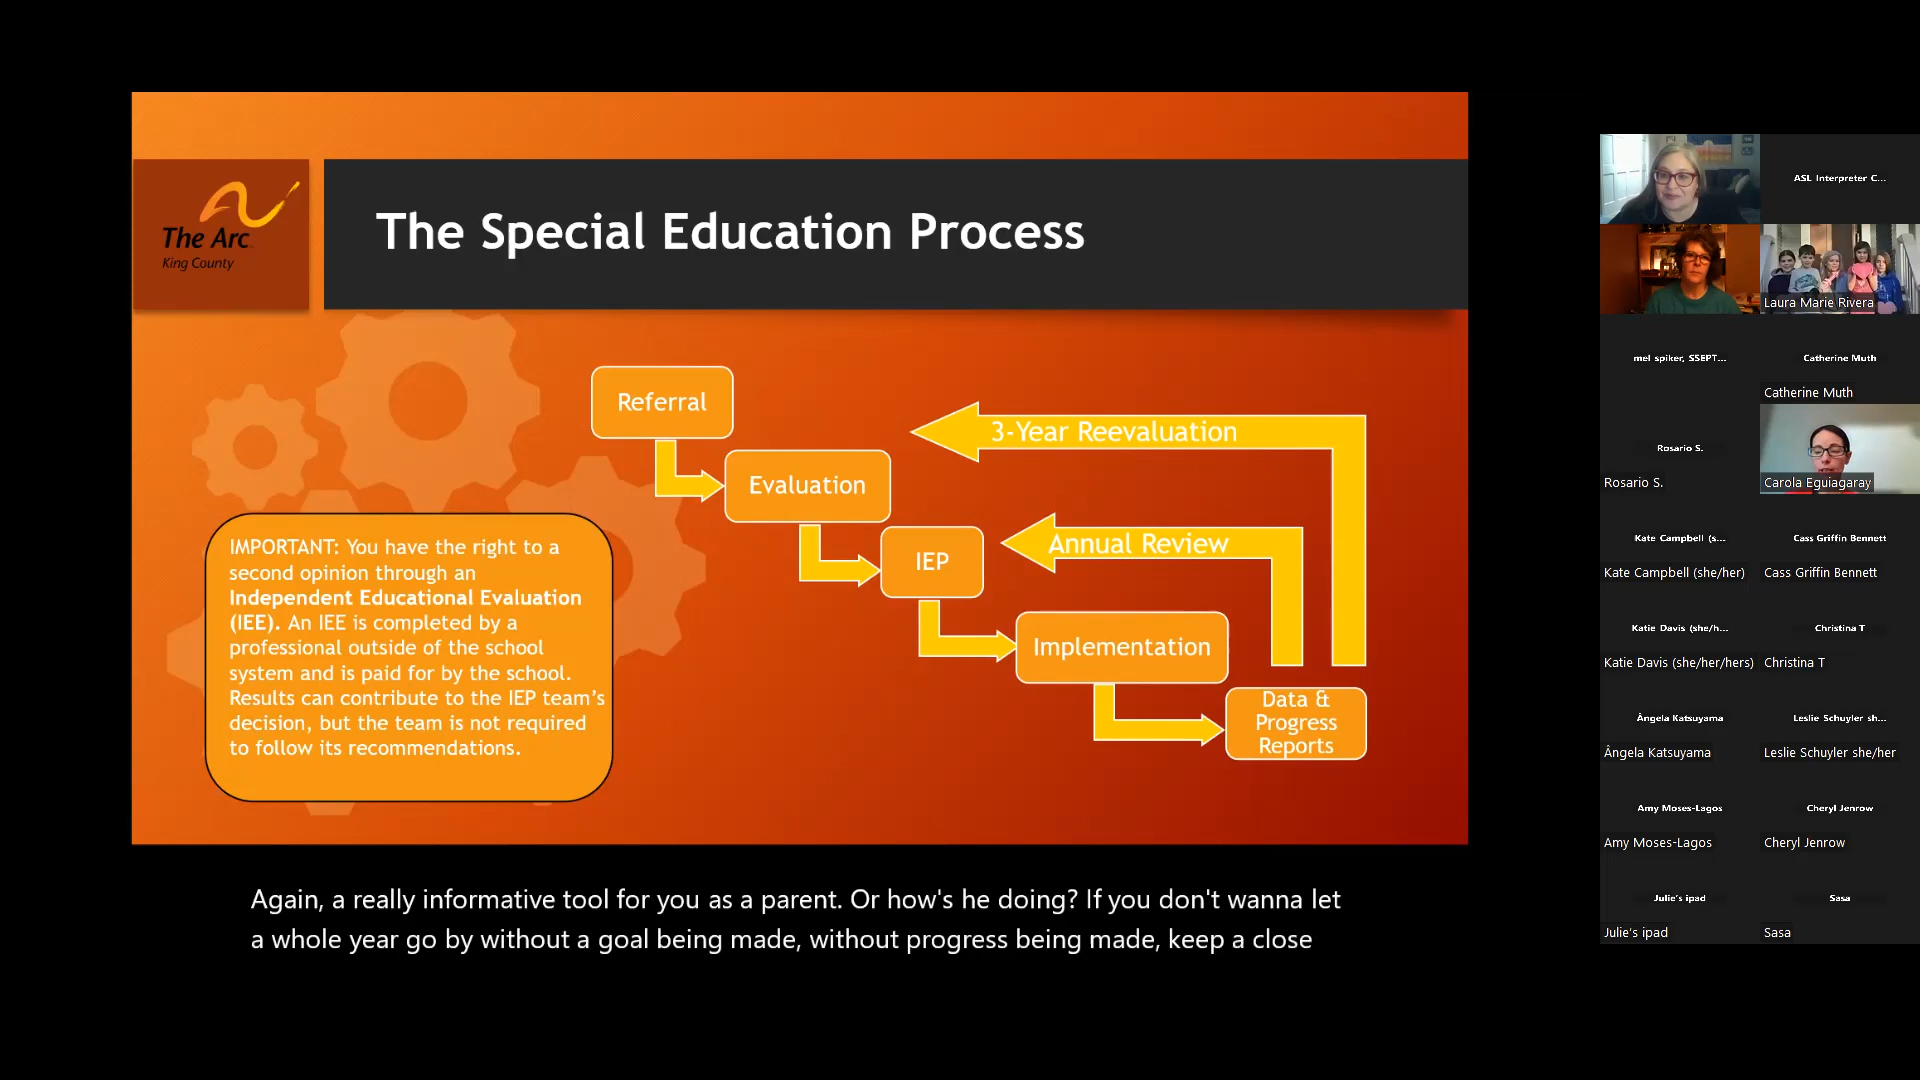 The Arc
King County
The Special Education Process
Referral
Evaluation
IEP
Implementation
Data &
Progress
Reports
3-Year Reevaluation
Annual Review
IMPORTANT: You have the right to a
second opinion through an
Independent Educational Evaluation
(IEE). An IEE is completed by a
professional outside of the school
system and is paid for by the school.
Results can contribute to the IEP team’s
decision, but the team is not required
to follow its recommendations.
Again, a really informative tool for you as a parent. Or how's he doing? If you don't wanna let
a whole year go by without a goal being made, without progress being made, keep a close
ASL Interpreter C...
Laura Marie Rivera
mel spiker, SSEPT...
Catherine Muth
Catherine Muth
Rosario S.
Rosario S.
Carola Eguiagaray
Kate Campbell (s...
Kate Campbell (she/her)
Cass Griffin Bennett
Cass Griffin Bennett
Katie Davis (she/h...
Katie Davis (she/her/hers)
Christina T
Christina T
Ângela Katsuyama
Ângela Katsuyama
Leslie Schuyler sh...
Leslie Schuyler she/her
Amy Moses-Lagos
Amy Moses-Lagos
Cheryl Jenrow
Cheryl Jenrow
Julie's ipad
Julie's ipad
Sasa
Sasa